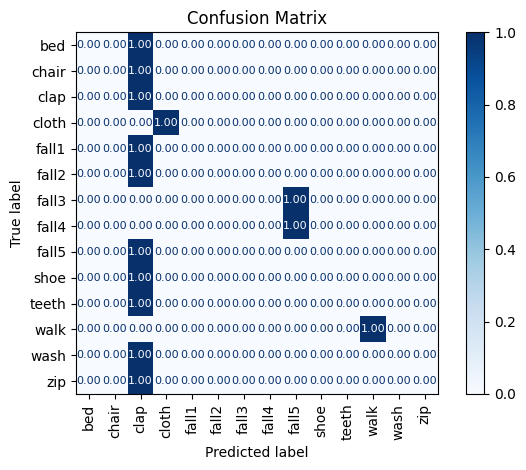 Confusion Matrix
True label
bed 0.00 0.00 1.00 0.00 0.00 0.00 0.00 0.00 0.00 0.00 0.00 0.00 0.00 0.00
chair 0.00 0.00 1.00 0.00 0.00 0.00 0.00 0.00 0.00 0.00 0.00 0.00 0.00 0.00
clap 0.00 0.00 1.00 0.00 0.00 0.00 0.00 0.00 0.00 0.00 0.00 0.00 0.00 0.00
cloth 0.00 0.00 0.00 1.00 0.00 0.00 0.00 0.00 0.00 0.00 0.00 0.00 0.00 0.00
fall1 0.00 0.00 1.00 0.00 0.00 0.00 0.00 0.00 0.00 0.00 0.00 0.00 0.00 0.00
fall2 0.00 0.00 1.00 0.00 0.00 0.00 0.00 0.00 0.00 0.00 0.00 0.00 0.00 0.00
fall3 0.00 0.00 0.00 0.00 0.00 0.00 0.00 0.00 1.00 0.00 0.00 0.00 0.00 0.00
fall4 0.00 0.00 0.00 0.00 0.00 0.00 0.00 0.00 1.00 0.00 0.00 0.00 0.00 0.00
fall5 0.00 0.00 1.00 0.00 0.00 0.00 0.00 0.00 0.00 0.00 0.00 0.00 0.00 0.00
shoe 0.00 0.00 1.00 0.00 0.00 0.00 0.00 0.00 0.00 0.00 0.00 0.00 0.00 0.00
teeth 0.00 0.00 1.00 0.00 0.00 0.00 0.00 0.00 0.00 0.00 0.00 0.00 0.00 0.00
walk 0.00 0.00 0.00 0.00 0.00 0.00 0.00 0.00 0.00 0.00 0.00 1.00 0.00 0.00
wash 0.00 0.00 1.00 0.00 0.00 0.00 0.00 0.00 0.00 0.00 0.00 0.00 0.00 0.00
zip 0.00 0.00 1.00 0.00 0.00 0.00 0.00 0.00 0.00 0.00 0.00 0.00 0.00 0.00
bed chair clap cloth fall1 fall2 fall3 fall4 fall5 shoe teeth walk wash zip
Predicted label
1.0
0.8
0.6
0.4
0.2
0.0